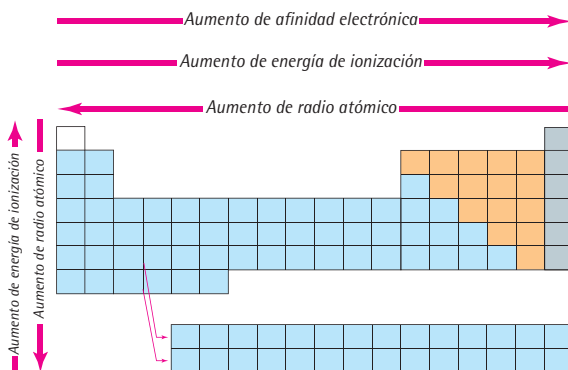 Aumento de afinidad electrónica
Aumento de energía de ionización
Aumento de radio atómico
Aumento de energía de ionización
Aumento de radio atómico